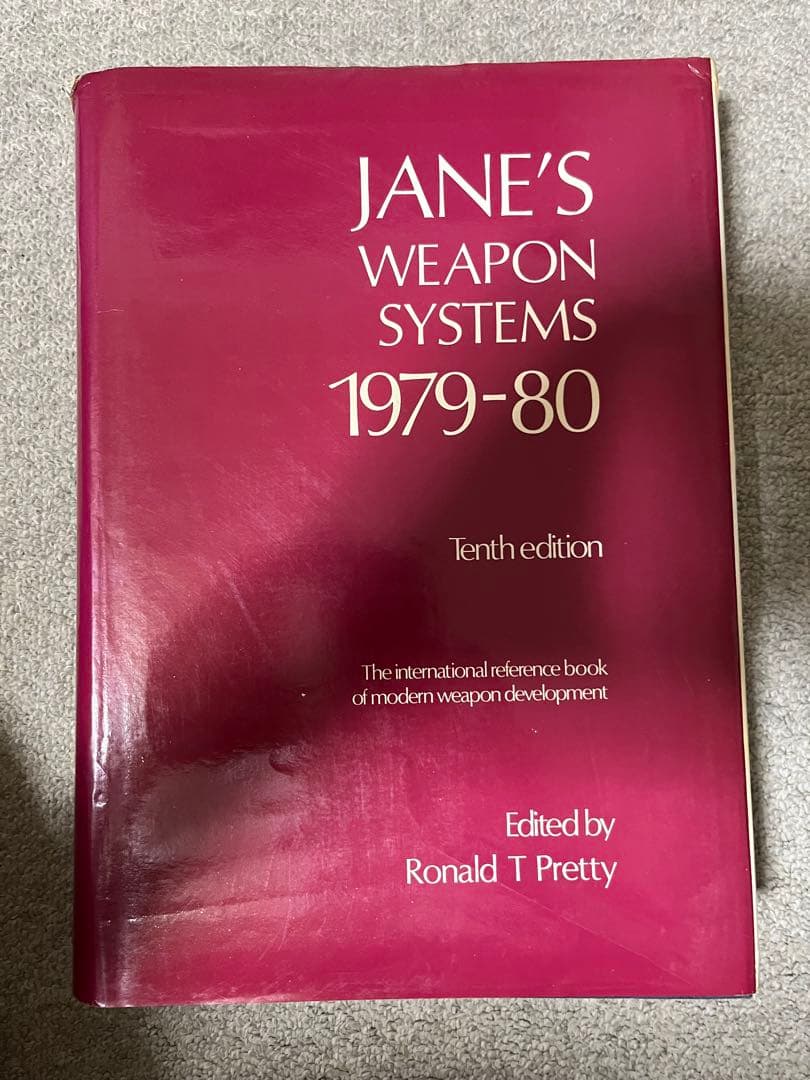 JANE'S
WEAPON
SYSTEMS
1979-80
Tenth edition
The international reference book
of modern weapon development
Edited by
Ronald T Pretty